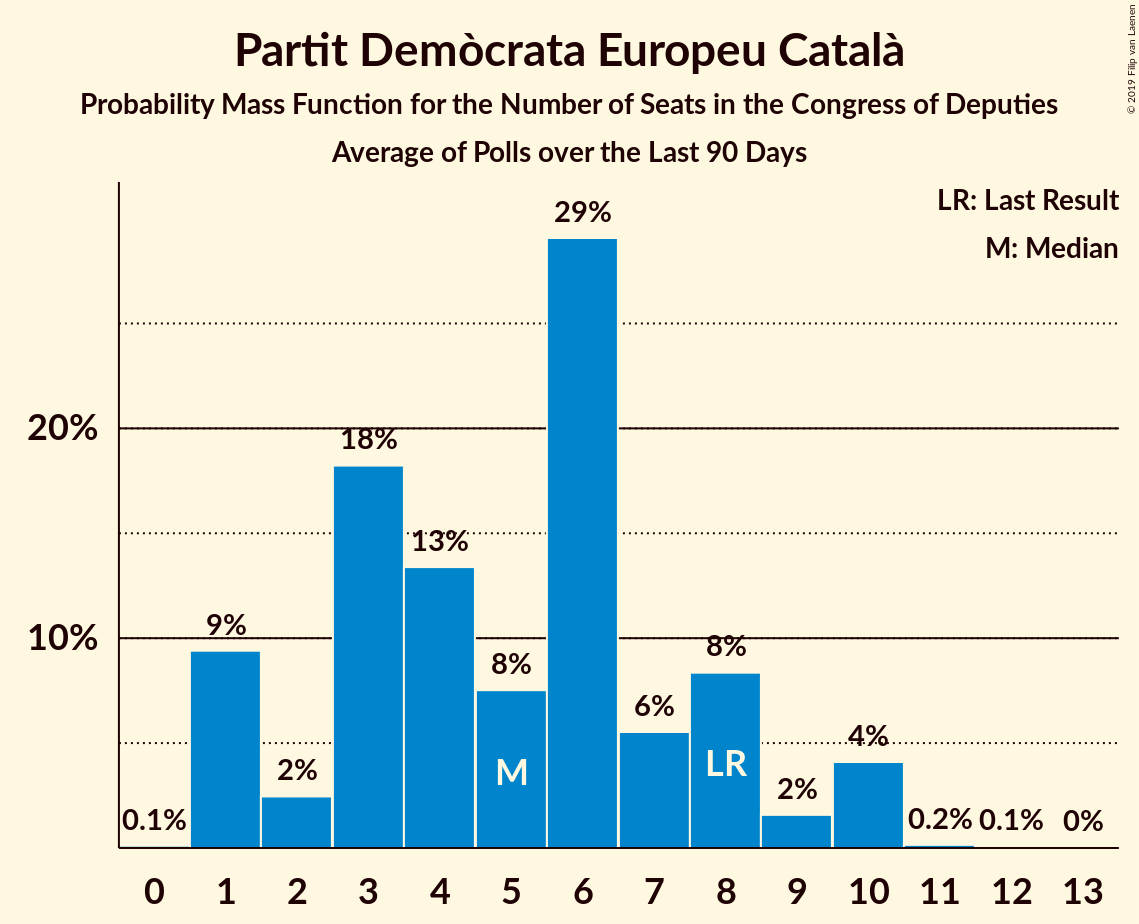 Partit Demòcrata Europeu Català
Probability Mass Function for the Number of Seats in the Congress of Deputies
Average of Polls over the Last 90 Days
© 2019 Filip van Laenen
LR: Last Result
M: Median
29%
20%
18%
13%
10%
9%
8%
8%
6%
M
LR
4%
2%
2%
0.1%
0.2%
0.1%
0%
0 1 2 3 4 5 6 7 8 9 10 11 12 13